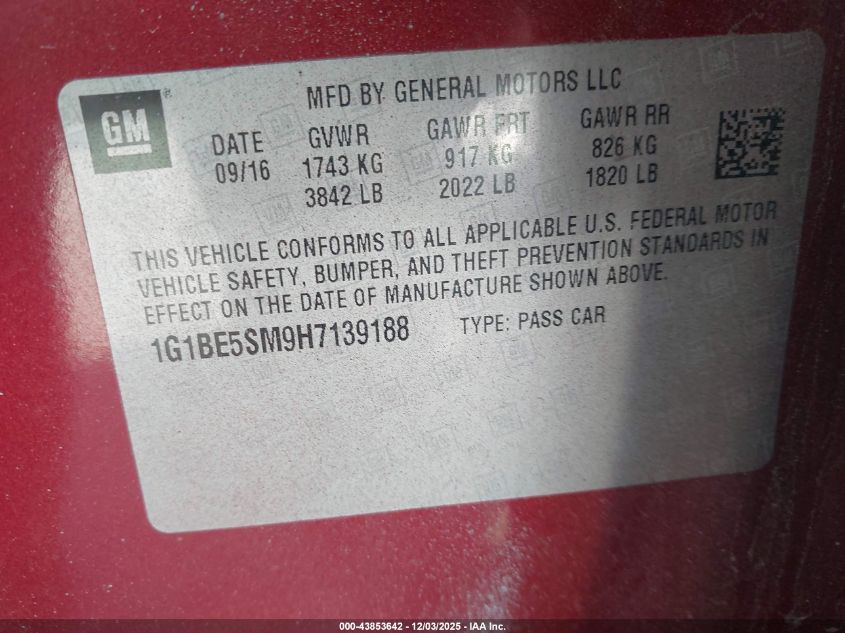 MFD BY GENERAL MOTORS LLC
GM®
DATE GVWR GAWR FRT GAWR RR
09/16 1743 KG 917 KG 826 KG
3842 LB 2022 LB 1820 LB
THIS VEHICLE CONFORMS TO ALL APPLICABLE U.S. FEDERAL MOTOR
VEHICLE SAFETY, BUMPER, AND THEFT PREVENTION STANDARDS IN
EFFECT ON THE DATE OF MANUFACTURE SHOWN ABOVE.
1G1BE5SM9H7139188 TYPE: PASS CAR
000-43853642 - 12/03/2025 - IAA Inc.